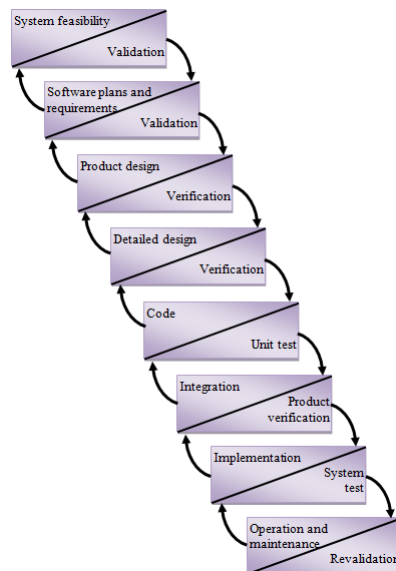 System feasibility
Validation
Software plans and
requirements
Validation
Product design
Verification
Detailed design
Verification
Code
Unit test
Integration
Product
verification
Implementation
System
test
Operation and
maintenance
Revalidation